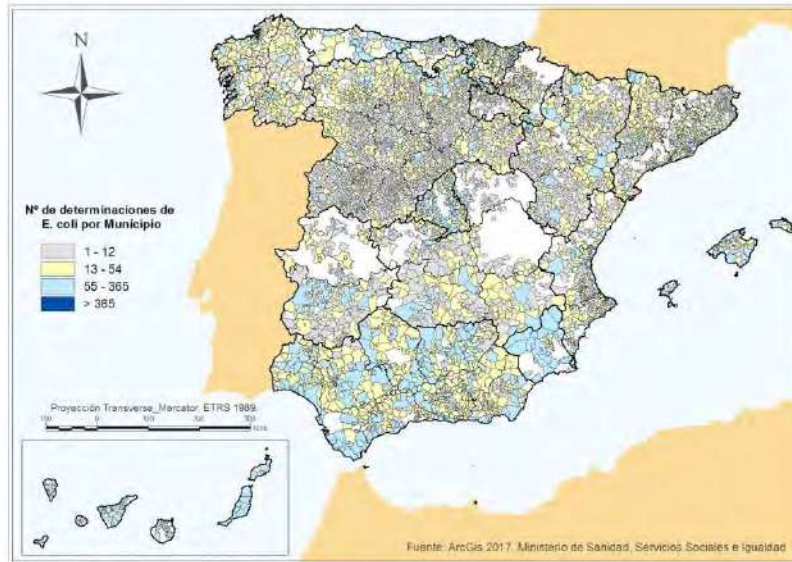 N
Nº de determinaciones de
E. coli por Municipio
1 - 12
13 - 54
55 - 365
> 365
Proyección Transversa_Mercator, ETRS 1989.
Fuente: ArcGis 2017. Ministerio de Sanidad, Servicios Sociales e Igualdad